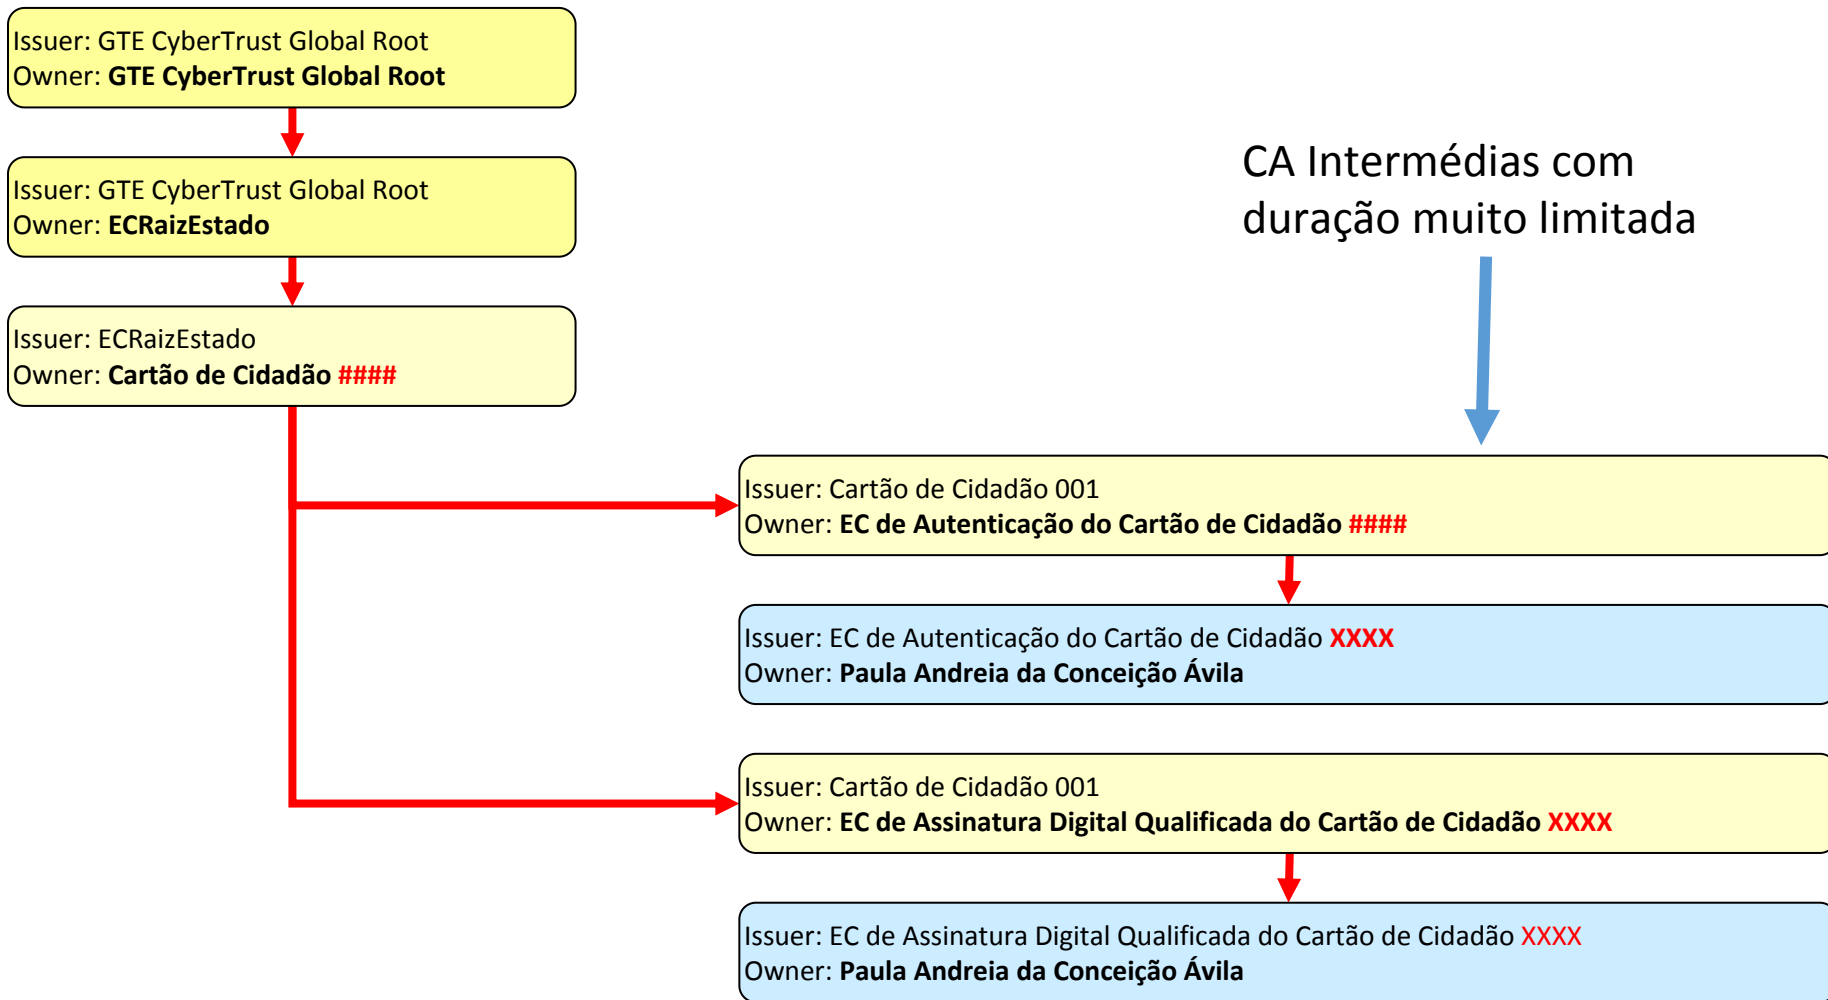 Issuer: GTE CyberTrust Global Root
Owner: GTE CyberTrust Global Root
Issuer: GTE CyberTrust Global Root
Owner: ECRaizEstado
Issuer: ECRaizEstado
Owner: Cartão de Cidadão ####
CA Intermédias com
duração muito limitada
Issuer: Cartão de Cidadão 001
Owner: EC de Autenticação do Cartão de Cidadão ####
Issuer: EC de Autenticação do Cartão de Cidadão XXXX
Owner: Paula Andreia da Conceição Ávila
Issuer: Cartão de Cidadão 001
Owner: EC de Assinatura Digital Qualificada do Cartão de Cidadão XXXX
Issuer: EC de Assinatura Digital Qualificada do Cartão de Cidadão XXXX
Owner: Paula Andreia da Conceição Ávila